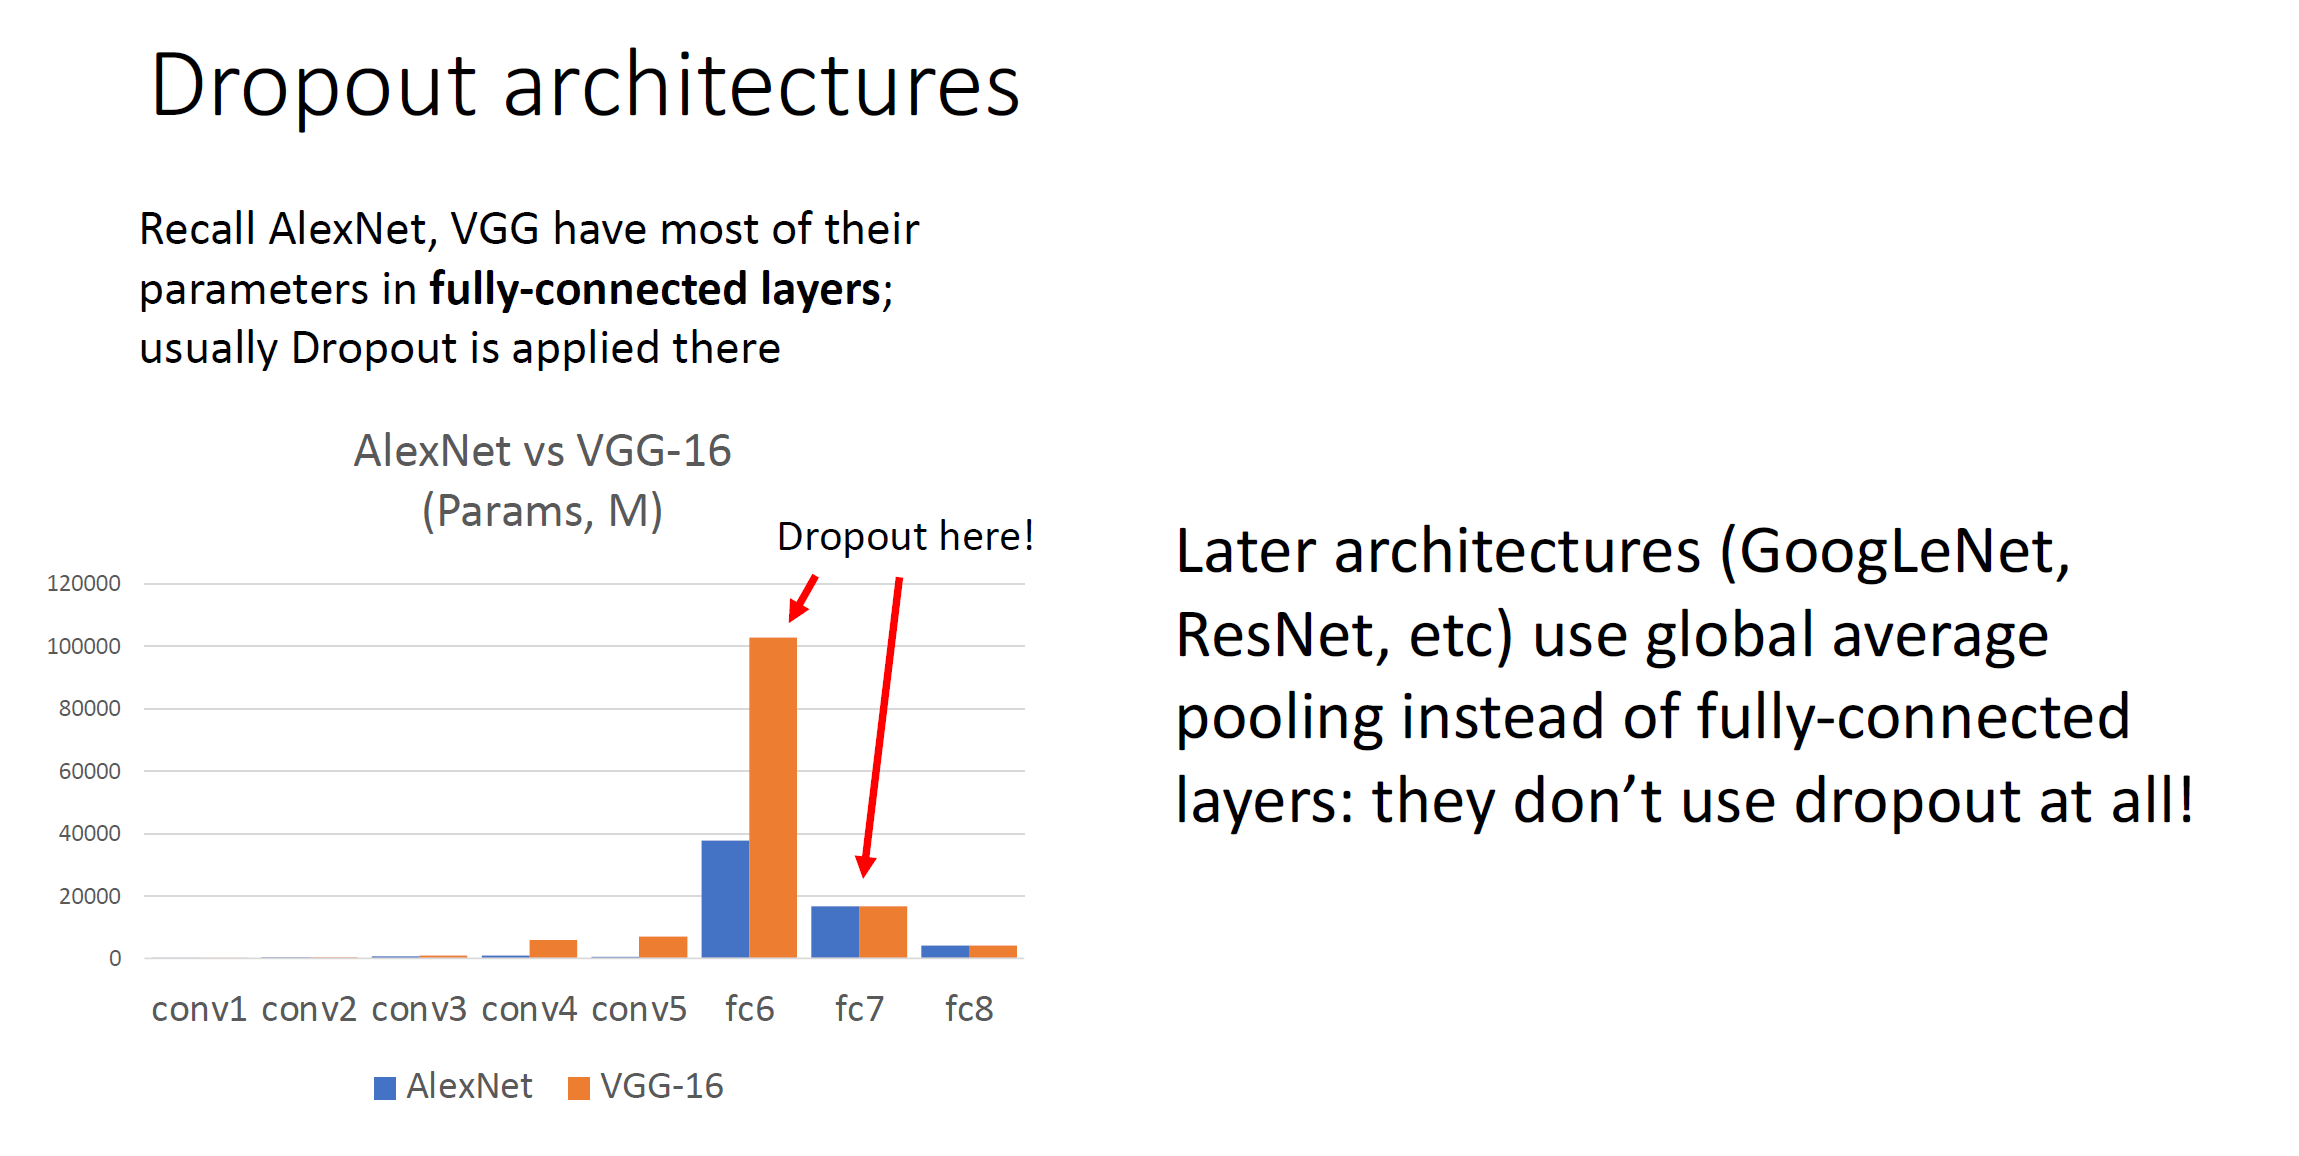 Dropout architectures
Recall AlexNet, VGG have most of their
parameters in fully-connected layers;
usually Dropout is applied there
AlexNet vs VGG-16
(Params, M)
Dropout here!
120000
100000
80000
60000
40000
20000
0
conv1 conv2 conv3 conv4 conv5 fc6 fc7 fc8
AlexNet VGG-16
Later architectures (GoogLeNet,
ResNet, etc) use global average
pooling instead of fully-connected
layers: they don’t use dropout at all!